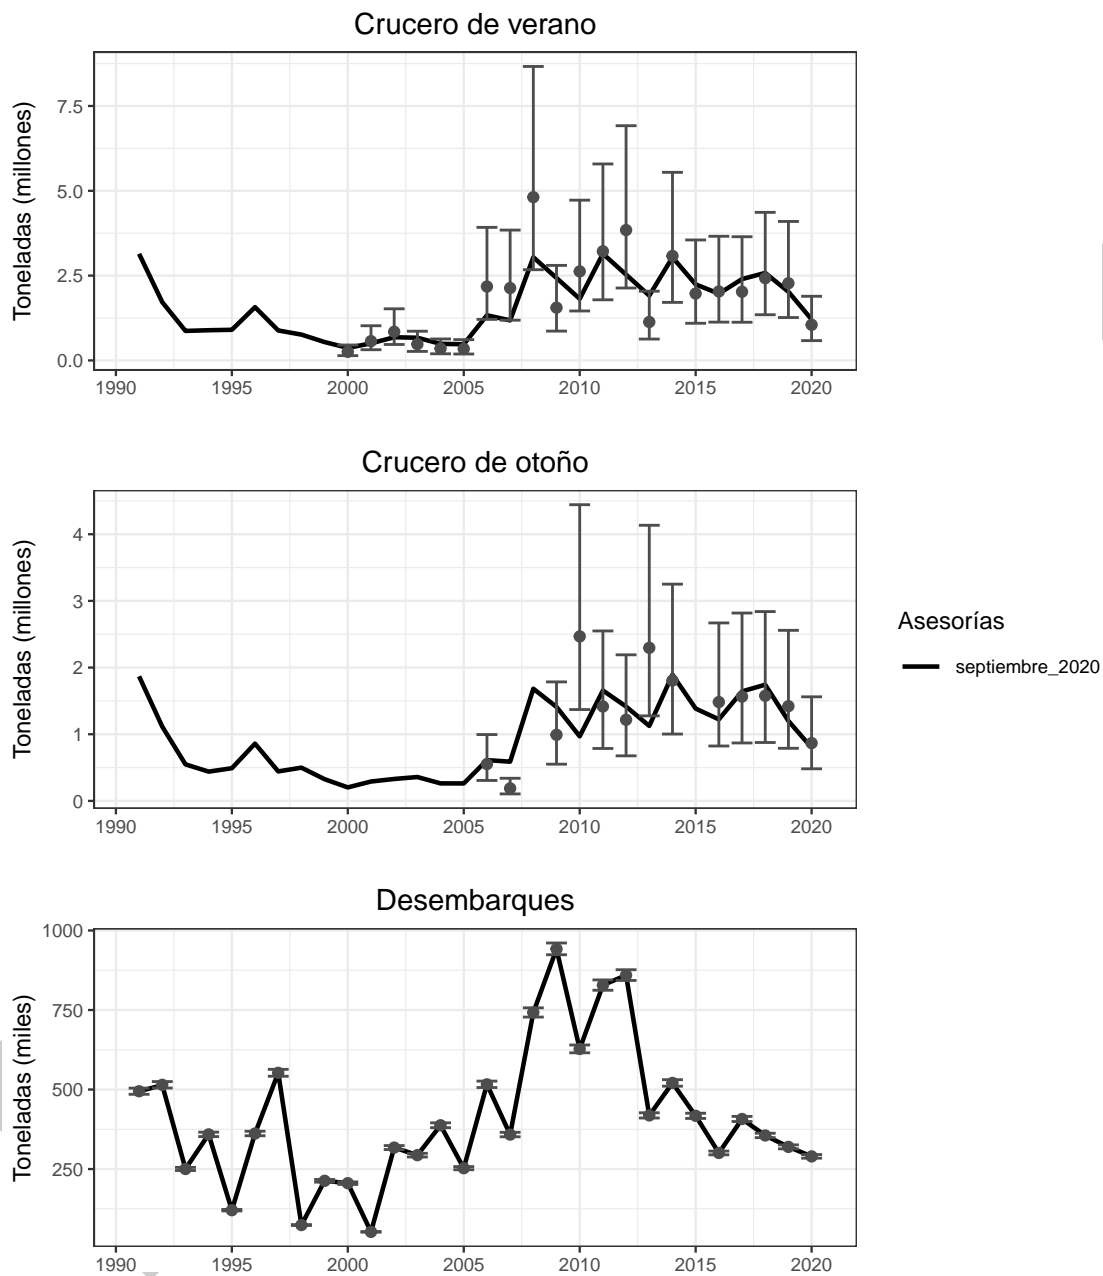 Crucero de verano
Toneladas (millones)
7.5
5.0
2.5
0.0
1990 1995 2000 2005 2010 2015 2020
Crucero de otoño
Toneladas (millones)
4
3
2
1
0
1990 1995 2000 2005 2010 2015 2020
Asesorías
septiembre_2020
Desembarques
Toneladas (miles)
1000
750
500
250
1990 1995 2000 2005 2010 2015 2020